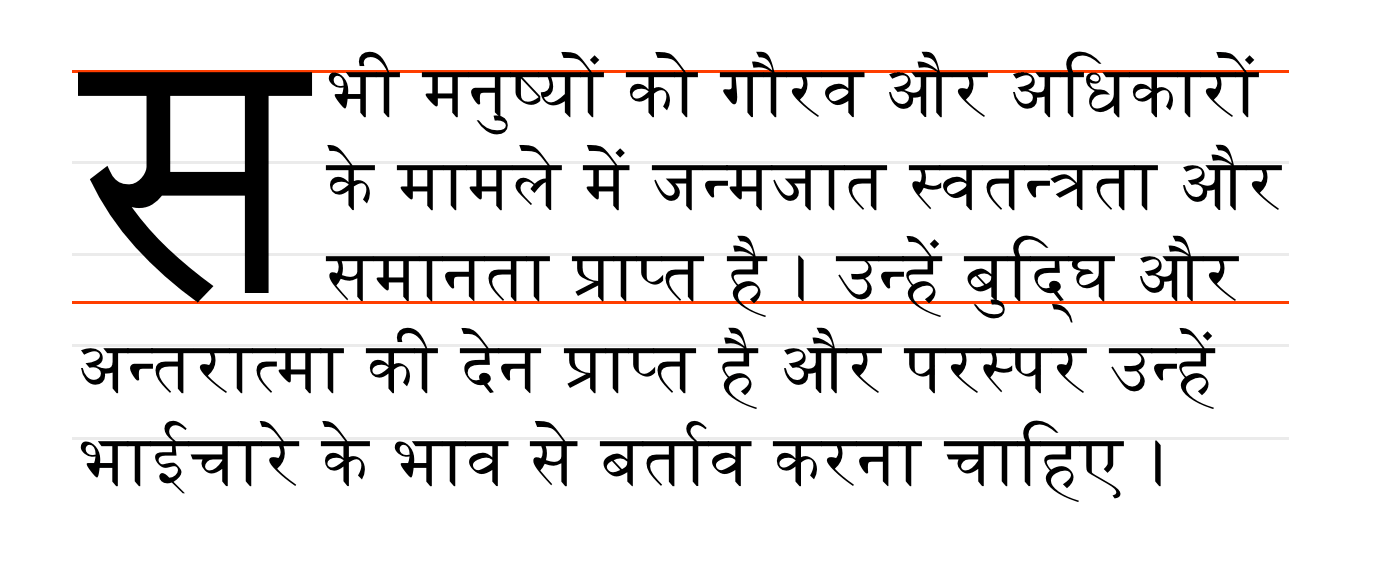 सभी मनुष्यों को गौरव और अधिकारों
के मामले में जन्मजात स्वतन्त्रता और
समानता प्राप्त है । उन्हें बुद्घि और
अन्तरात्मा की देन प्राप्त है और परस्पर उन्हें
भाईचारे के भाव से बर्ताव करना चाहिए ।